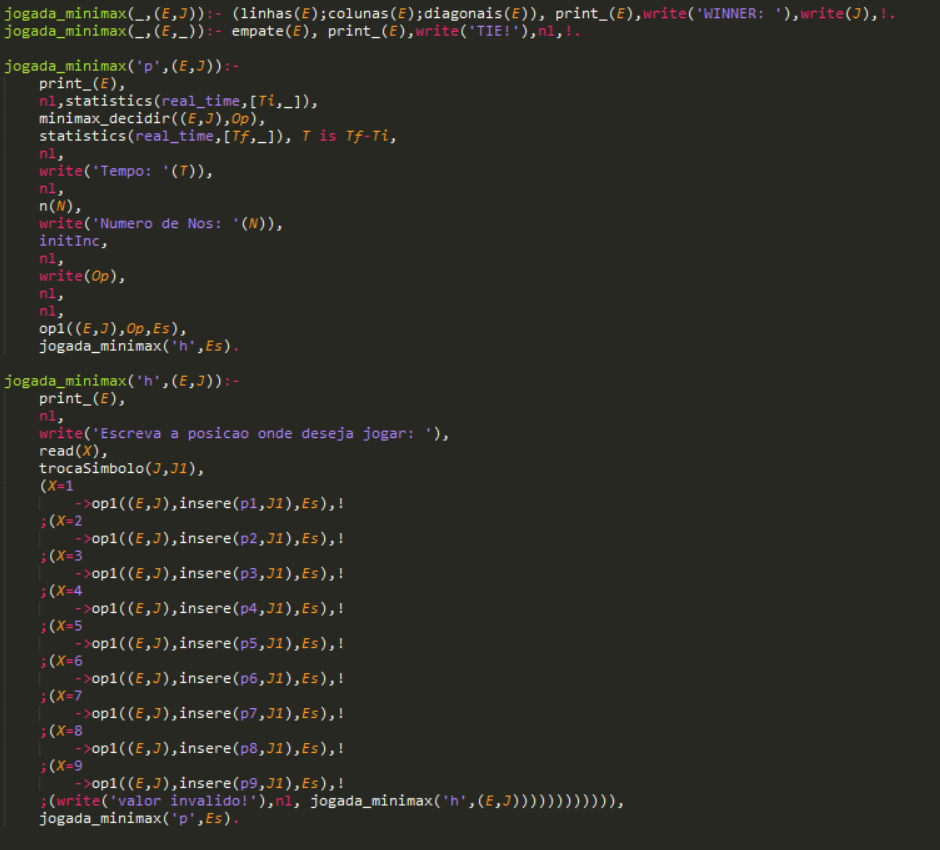 jogada_minimax(_,(E,J)):- (linhas(E);colunas(E);diagonais(E)), print_(E),write('WINNER: '),write(J),!.
jogada_minimax(_,(E,_)):- empate(E), print_(E),write('TIE!'),nl,!.
jogada_minimax('p',(E,J)):-
print_(E),
nl,statistics(real_time,[Ti,_]),
minimax_decidir((E,J),Op),
statistics(real_time,[Tf,_]), T is Tf-Ti,
nl,
write('Tempo: '(T)),
nl,
n(N),
write('Numero de Nos: '(N)),
initInc,
nl,
write(Op),
nl,
nl,
op1((E,J),Op,Es),
jogada_minimax('h',Es).
jogada_minimax('h',(E,J)):-
print_(E),
nl,
write('Escreva a posicao onde deseja jogar: '),
read(X),
trocaSimbolo(J,J1),
(X=1
->op1((E,J),insere(p1,J1),Es),!
;(X=2
->op1((E,J),insere(p2,J1),Es),!
;(X=3
->op1((E,J),insere(p3,J1),Es),!
;(X=4
->op1((E,J),insere(p4,J1),Es),!
;(X=5
->op1((E,J),insere(p5,J1),Es),!
;(X=6
->op1((E,J),insere(p6,J1),Es),!
;(X=7
->op1((E,J),insere(p7,J1),Es),!
;(X=8
->op1((E,J),insere(p8,J1),Es),!
;(X=9
->op1((E,J),insere(p9,J1),Es),!
;(write('valor invalido!'),nl, jogada_minimax('h',(E,J)))))))))))),
jogada_minimax('p',Es).